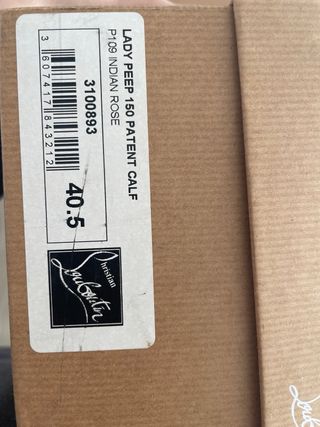 LADY PEEP 150 PATENT CALF
P109 INDIAN ROSE
3100893
3 607417 843212
40.5
Christian
Louboutin